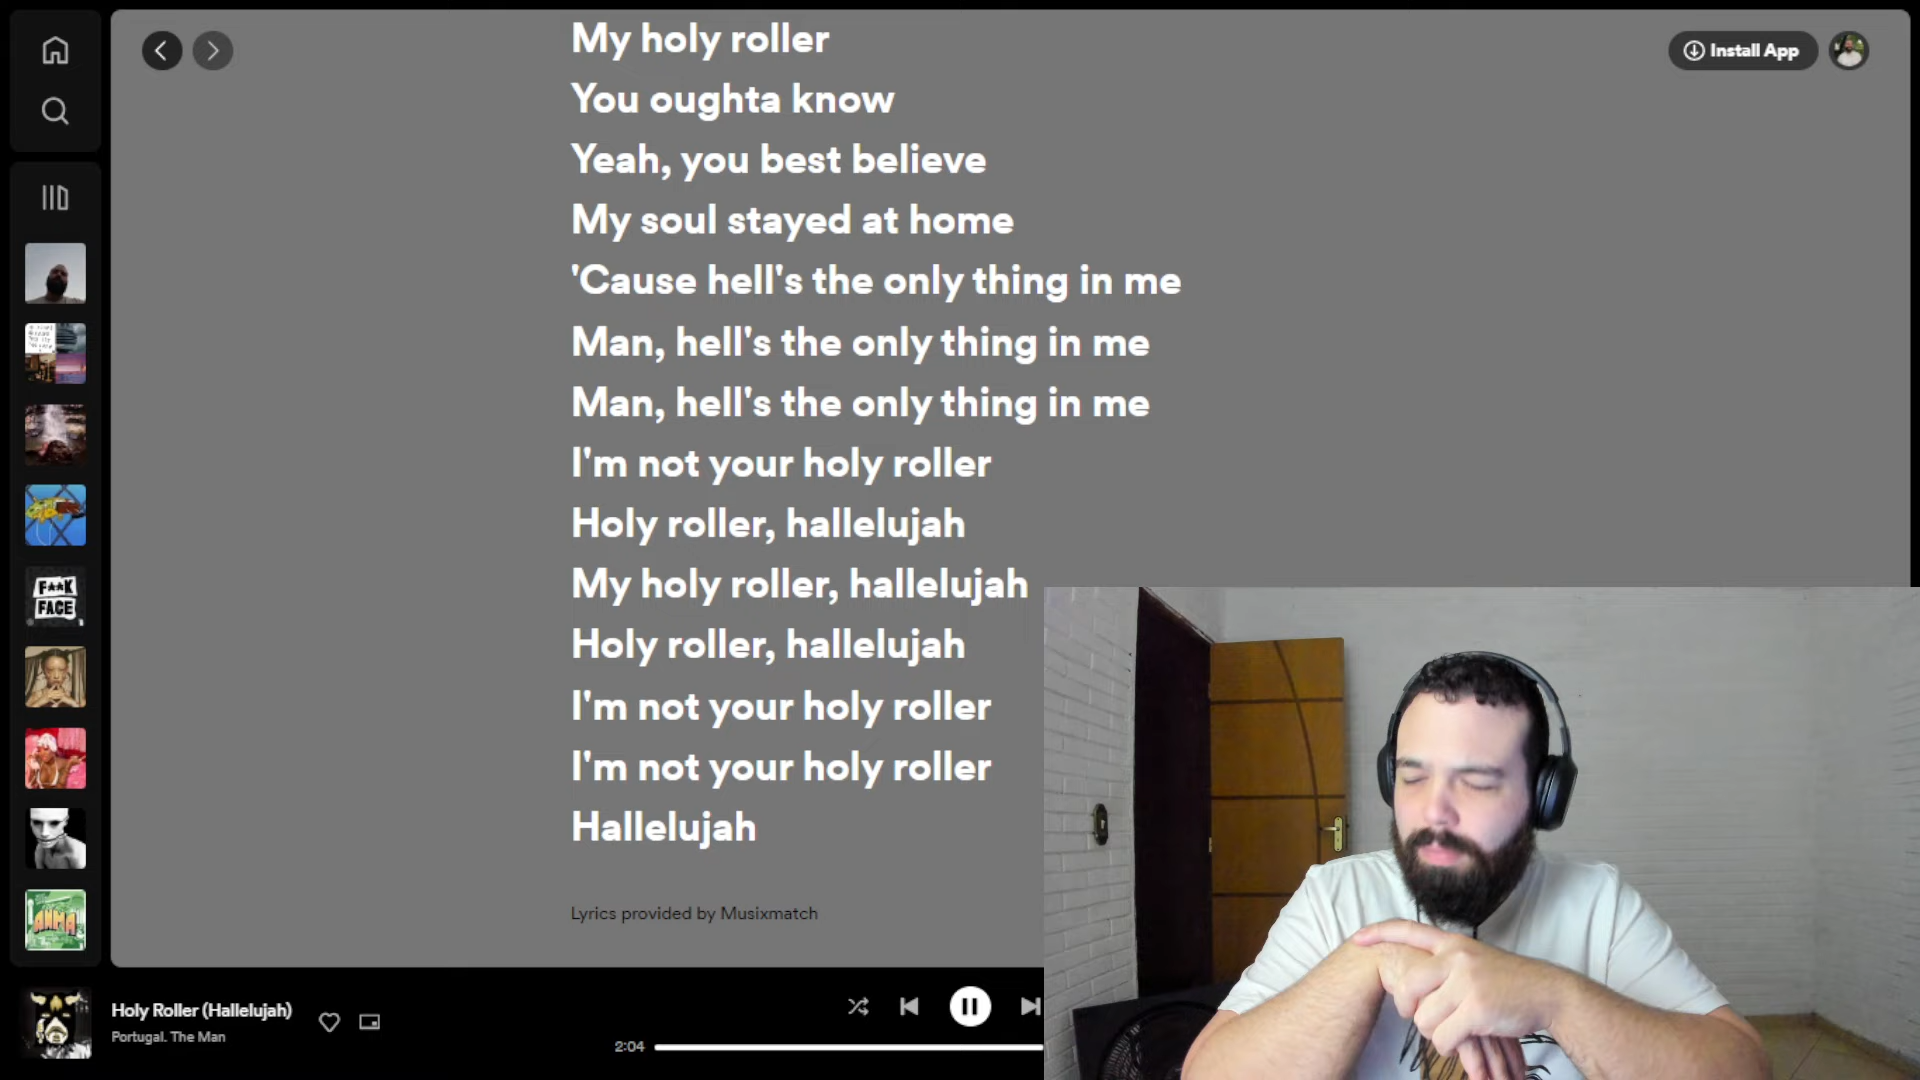 My holy roller
Install App
You oughta know
Yeah, you best believe
My soul stayed at home
'Cause hell's the only thing in me
Man, hell's the only thing in me
Man, hell's the only thing in me
I'm not your holy roller
Holy roller, hallelujah
F**K
FACE
My holy roller, hallelujah
Holy roller, hallelujah
I'm not your holy roller
I'm not your holy roller
Hallelujah
Lyrics provided by Musixmatch
Holy Roller (Hallelujah)
Portugal. The Man
2:04